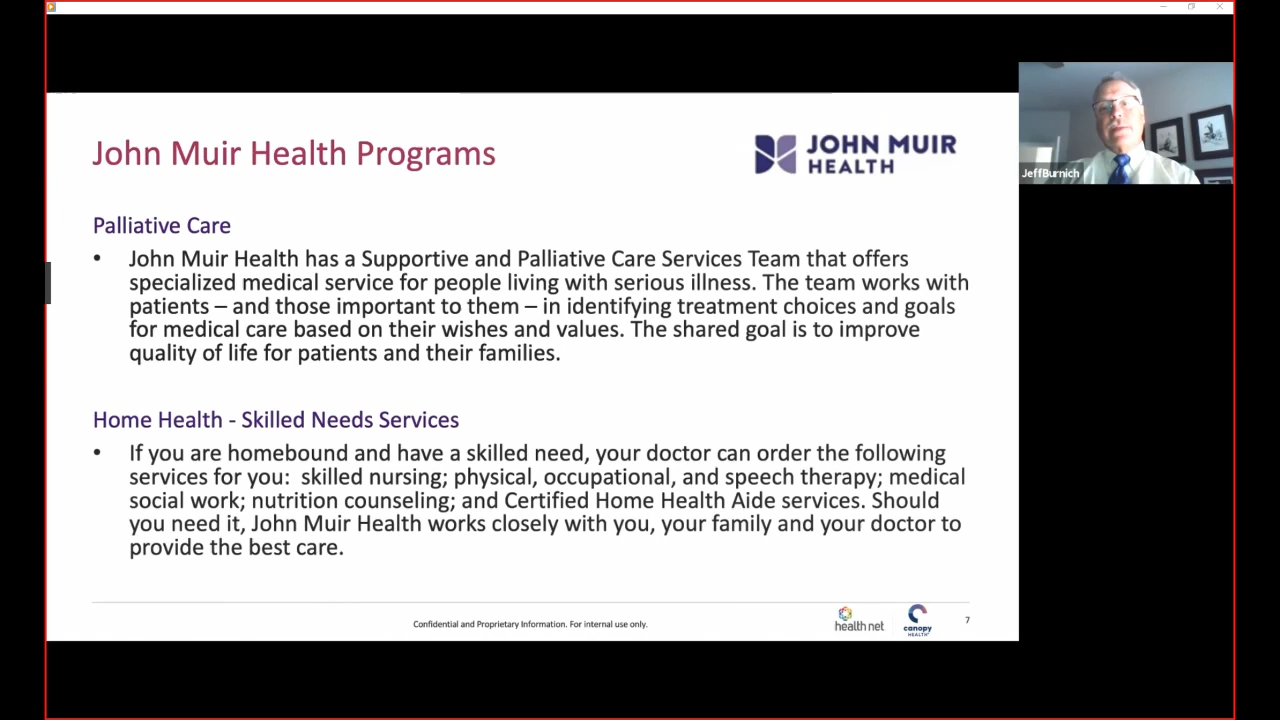 John Muir Health Programs
JOHN MUIR
HEALTH
JeffBurnich
Palliative Care
• John Muir Health has a Supportive and Palliative Care Services Team that offers
specialized medical service for people living with serious illness. The team works with
patients – and those important to them – in identifying treatment choices and goals
for medical care based on their wishes and values. The shared goal is to improve
quality of life for patients and their families.
Home Health - Skilled Needs Services
• If you are homebound and have a skilled need, your doctor can order the following
services for you:  skilled nursing; physical, occupational, and speech therapy; medical
social work; nutrition counseling; and Certified Home Health Aide services. Should
you need it, John Muir Health works closely with you, your family and your doctor to
provide the best care.
Confidential and Proprietary Information. For internal use only.
health net
canopy
HEALTH
7